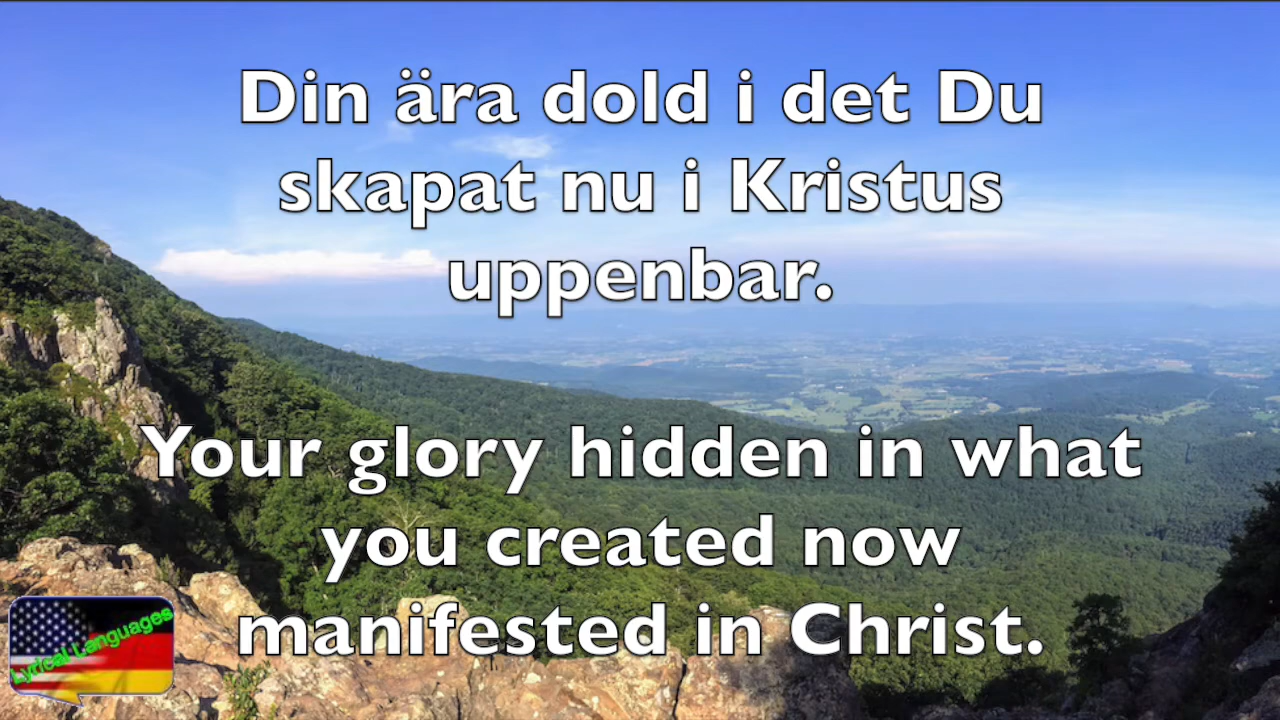 Din ära dold i det Du
skapat nu i Kristus
uppenbar.
Your glory hidden in what
you created now
manifested in Christ.
Lyrical Languages